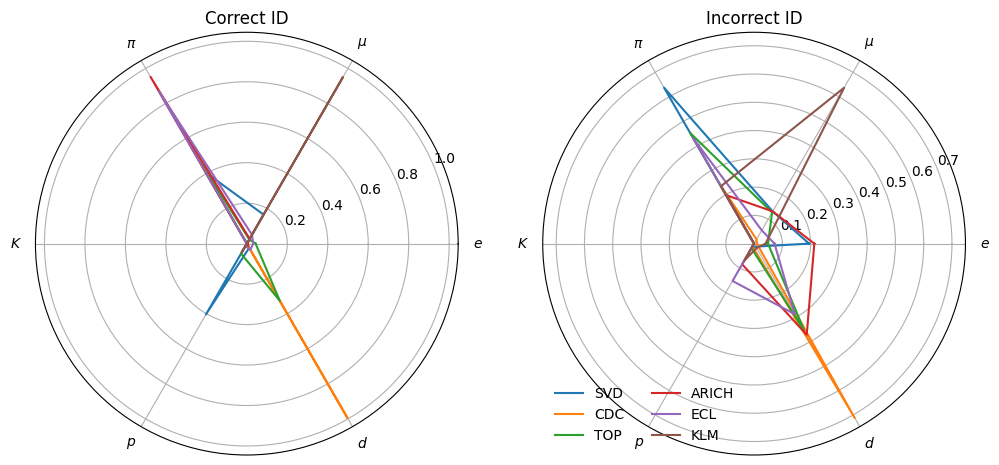 Correct ID
Incorrect ID
π
μ
π
μ
1.0
0.8
0.6
0.4
0.2
0.7
0.6
0.5
0.4
0.3
0.2
0.1
K
e
K
e
SVD
ARICH
CDC
ECL
TOP
KLM
p
d
p
d